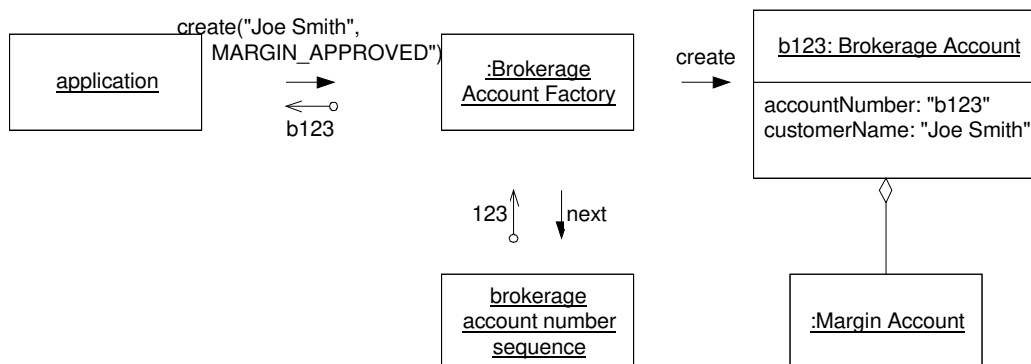 create("Joe Smith",
MARGIN_APPROVED")
application
b123
:Brokerage
Account Factory
create
b123: Brokerage Account
accountNumber: "b123"
customerName: "Joe Smith"
123
next
brokerage
account number
sequence
:Margin Account